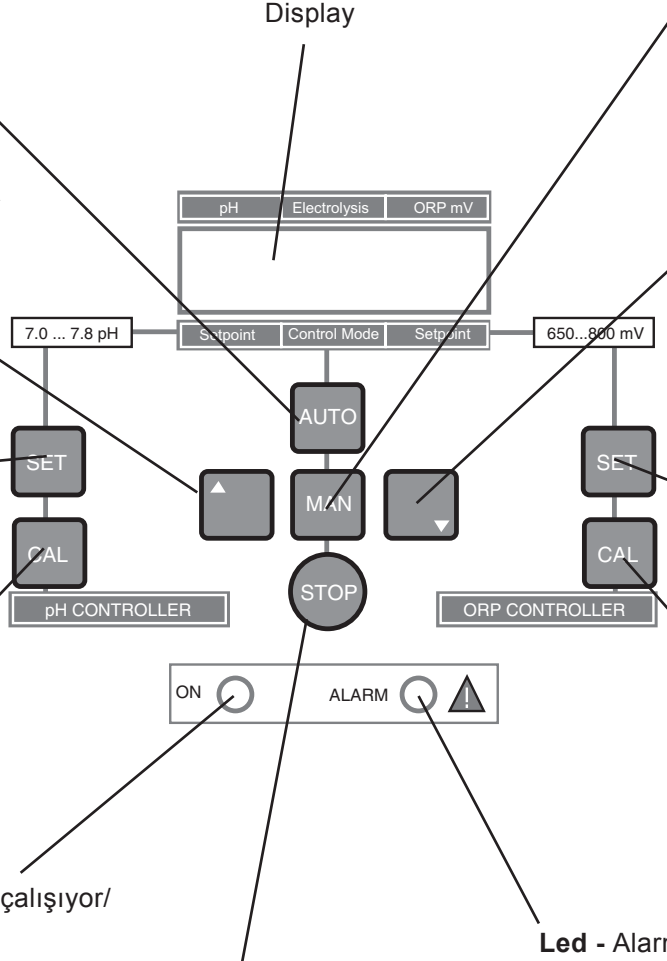 Display
pH Electrolysis ORP mV
7.0 ... 7.8 pH Setpoint Control Mode Setpoint 650...800 mV
AUTO
SET MAN SET
CAL STOP CAL
pH CONTROLLER ORP CONTROLLER
ON ALARM !
çalışıyor/
Led - Alarm